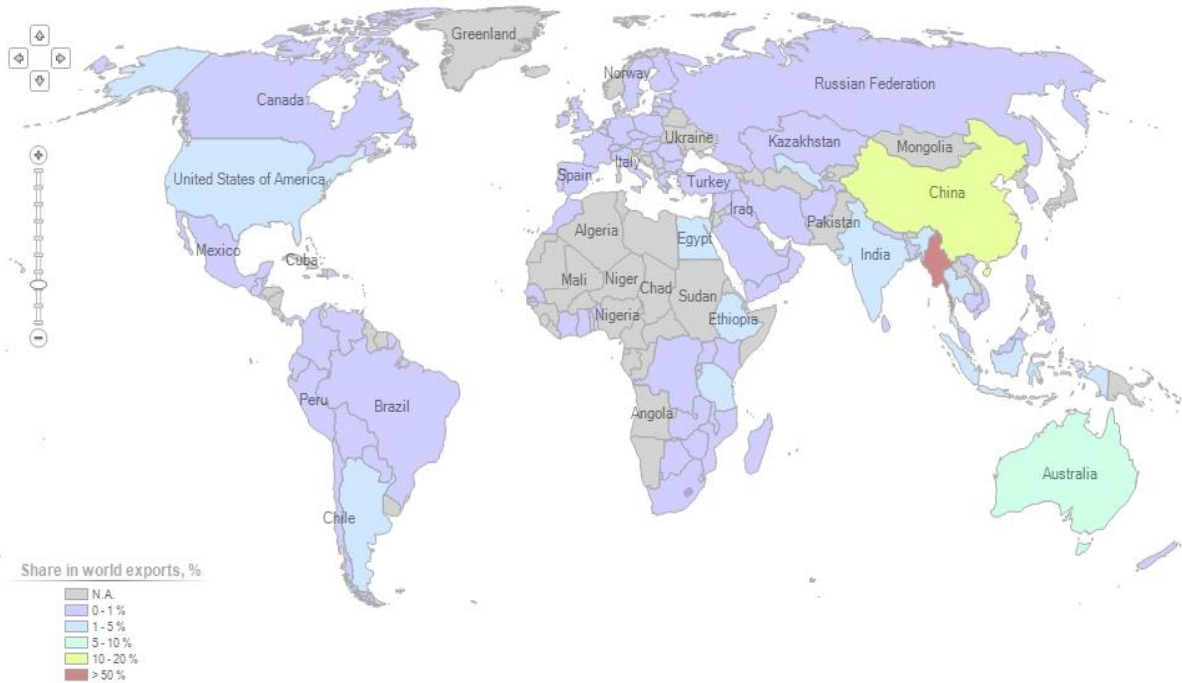 Greenland
Norway
Russian Federation
Canada
Ukraine
Kazakhstan
Mongolia
Italy
United States of America
Spain
Turkey
China
Iraq
Pakistan
Mexico
Algeria
Egypt
India
Cuba
Mali
Niger
Chad
Sudan
Nigeria
Ethiopia
Peru
Brazil
Angola
Australia
Chile
Share in world exports, %
N.A.
0 - 1 %
1 - 5 %
5 - 10 %
10 - 20 %
> 50 %